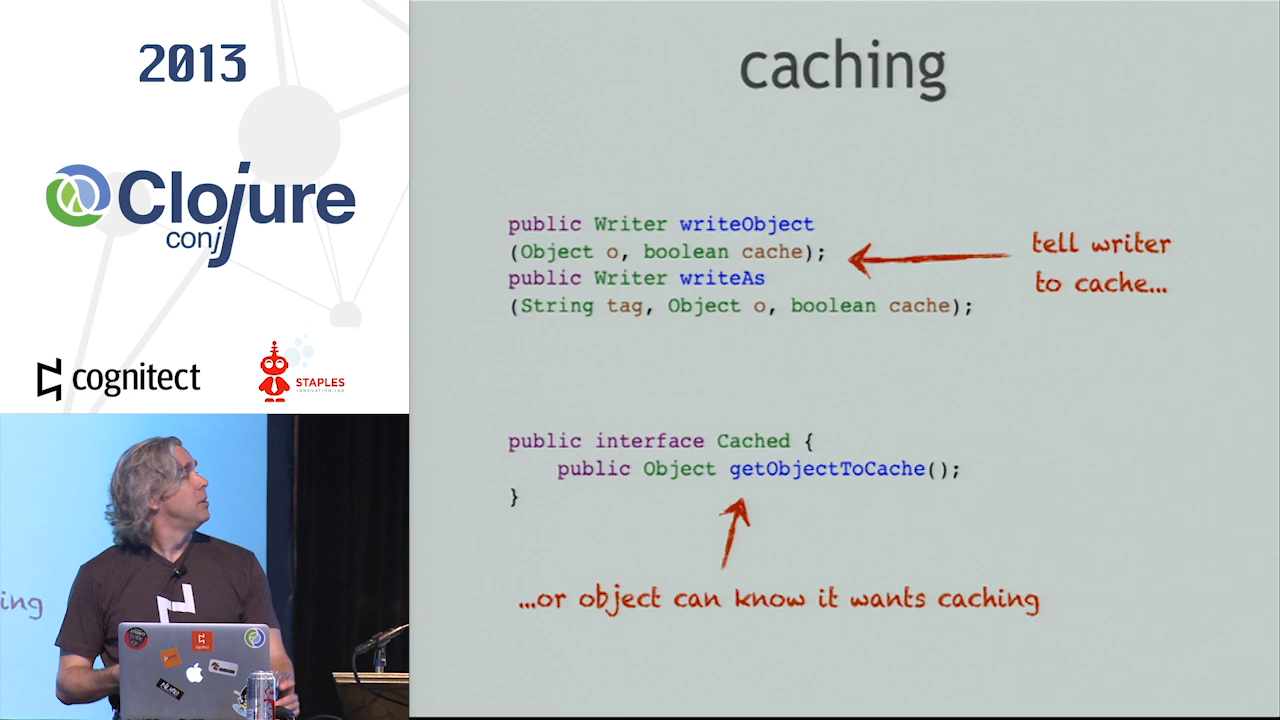 2013
Clojure
conj
cognitect
STAPLES
INNOVATION LAB
ing
caching
public Writer writeObject
(Object o, boolean cache);
public Writer writeAs
(String tag, Object o, boolean cache);
tell writer
to cache...
public interface Cached {
public Object getObjectToCache();
}
...or object can know it wants caching